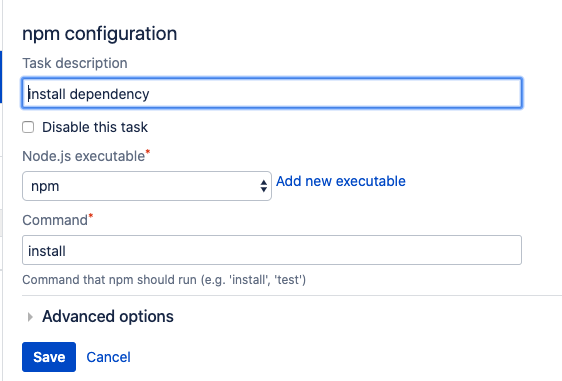 npm configuration
Task description
install dependency
Disable this task
Node.js executable*
npm Add new executable
Command*
install
Command that npm should run (e.g. 'install', 'test')
Advanced options
Save Cancel